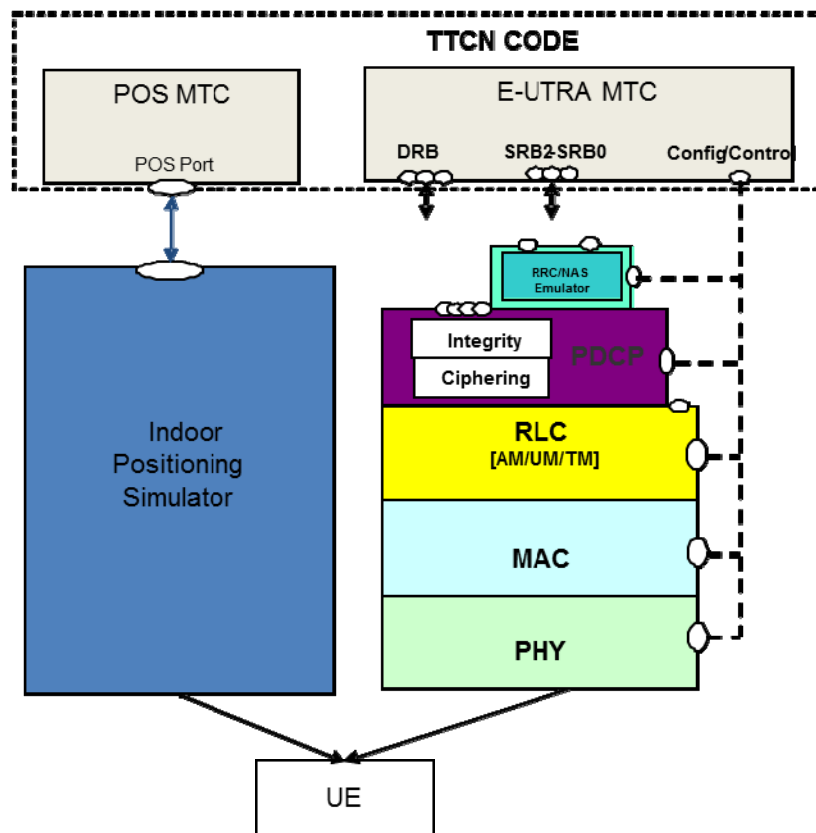 TTCN CODE
POS MTC
E-UTRA MTC
POS Port
DRB
SRB2-SRB0
Config/Control
RRC/NAS
Emulator
Integrity
Ciphering
PDCP
Indoor
Positioning
Simulator
RLC
[AM/UM/TM]
MAC
PHY
UE